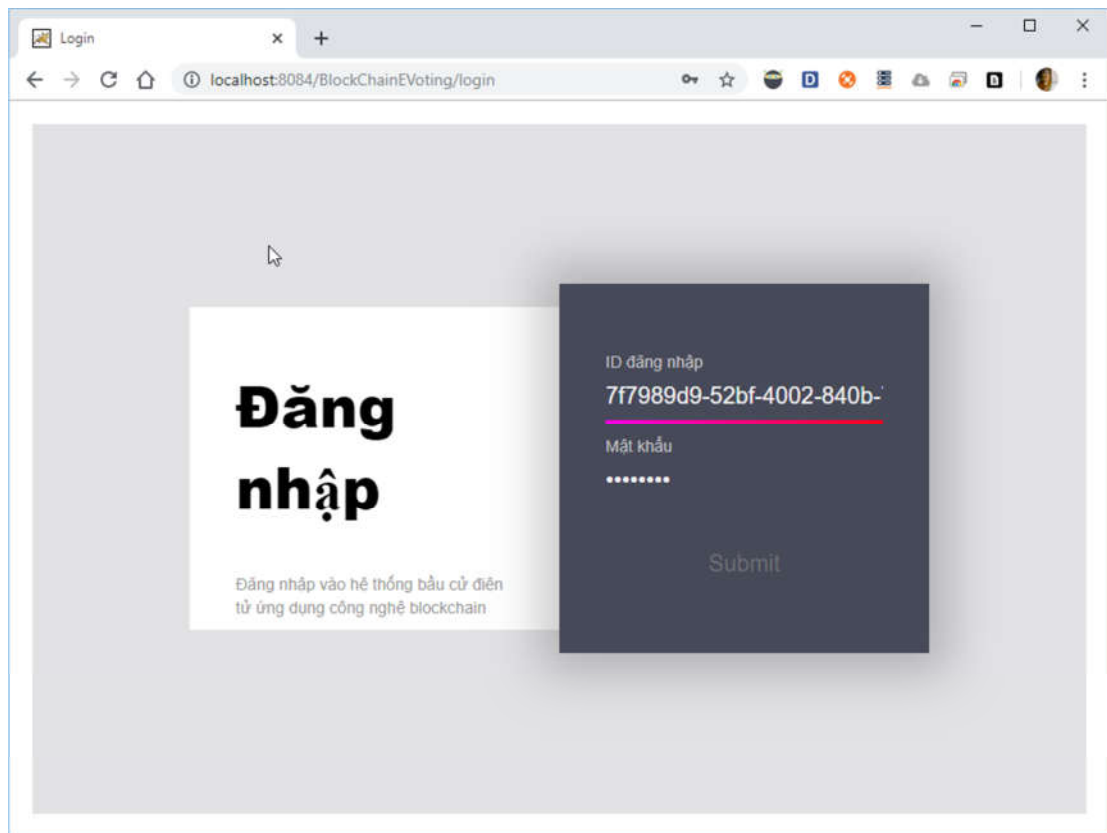 Login
localhost:8084/BlockChainEVoting/login
Đăng
nhập
Đăng nhập vào hệ thống bầu cử điện
tử ứng dụng công nghệ blockchain
ID đăng nhập
7f7989d9-52bf-4002-840b-
Mật khẩu
••••••••
Submit